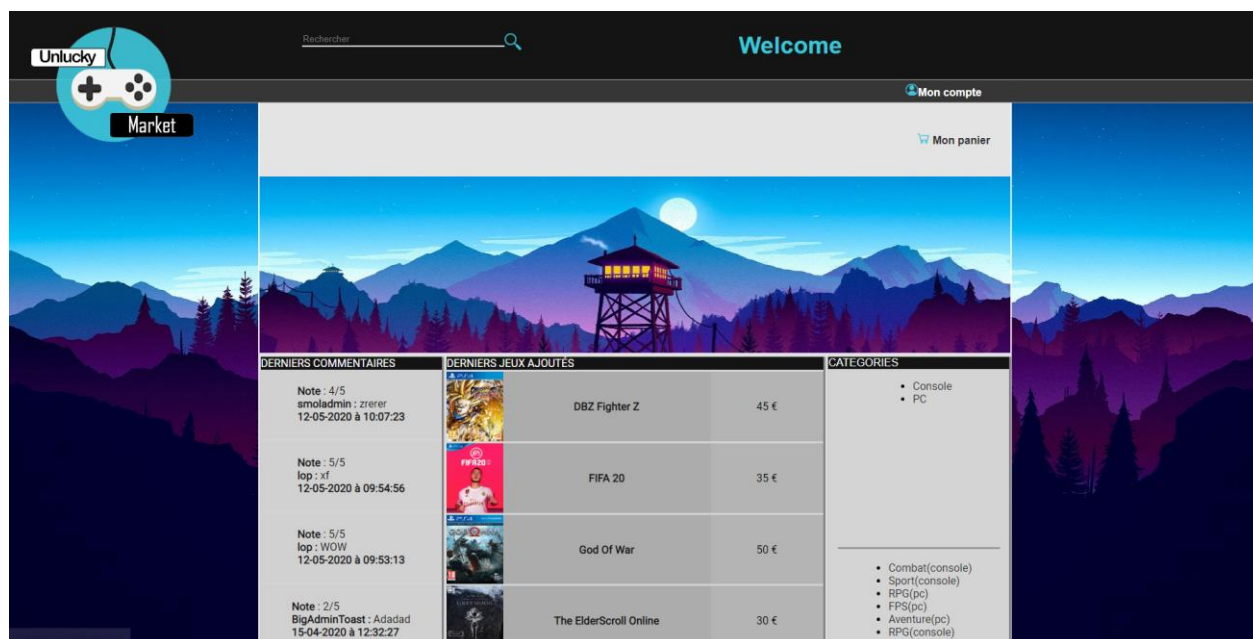 Unlucky
Market
Rechercher
Welcome
Mon compte
Mon panier
DERNIERS COMMENTAIRES
Note : 4/5
smoladmin : zrerer
12-05-2020 à 10:07:23
Note : 5/5
lop : xf
12-05-2020 à 09:54:56
Note : 5/5
lop : WOW
12-05-2020 à 09:53:13
Note : 2/5
BigAdminToast : Adadad
15-04-2020 à 12:32:27
DERNIERS JEUX AJOUTÉS
PS4
DBZ Fighter Z
45 €
FIFA 20
FIFA 20
35 €
PS4
God Of War
50 €
The ElderScroll Online
30 €
CATEGORIES
Console
PC
Combat(console)
Sport(console)
RPG(pc)
FPS(pc)
Aventure(pc)
RPG(console)